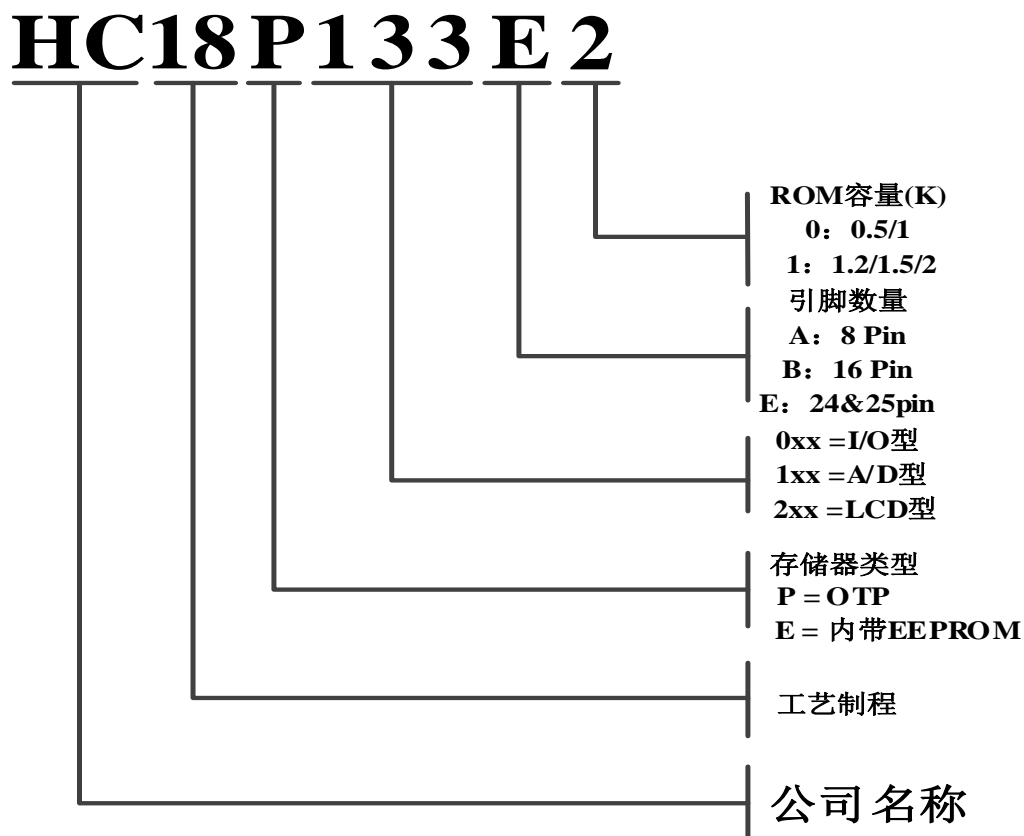 HC18P133E2
ROM容量(K)
0：0.5/1
1：1.2/1.5/2
引脚数量
A：8 Pin
B：16 Pin
E：24&25pin
0xx =I/O型
1xx =A/D型
2xx =LCD型
存储器类型
P = OTP
E = 内带EEPROM
工艺制程
公司名称